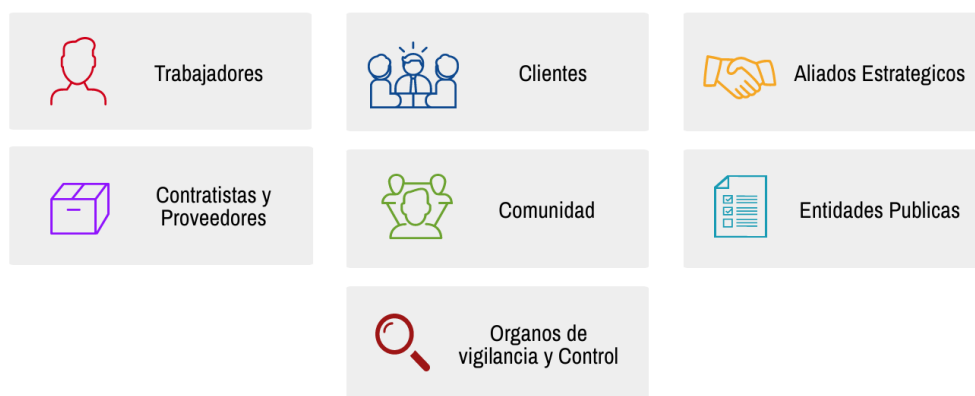 Trabajadores
Clientes
Aliados Estrategicos
Contratistas y
Proveedores
Comunidad
Entidades Publicas
Organos de
vigilancia y Control